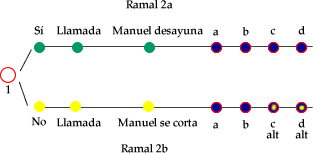 Ramal 2a
Sí Llamada Manuel desayuna a b c d
1
No Llamada Manuel se corta a b c d
alt alt
Ramal 2b